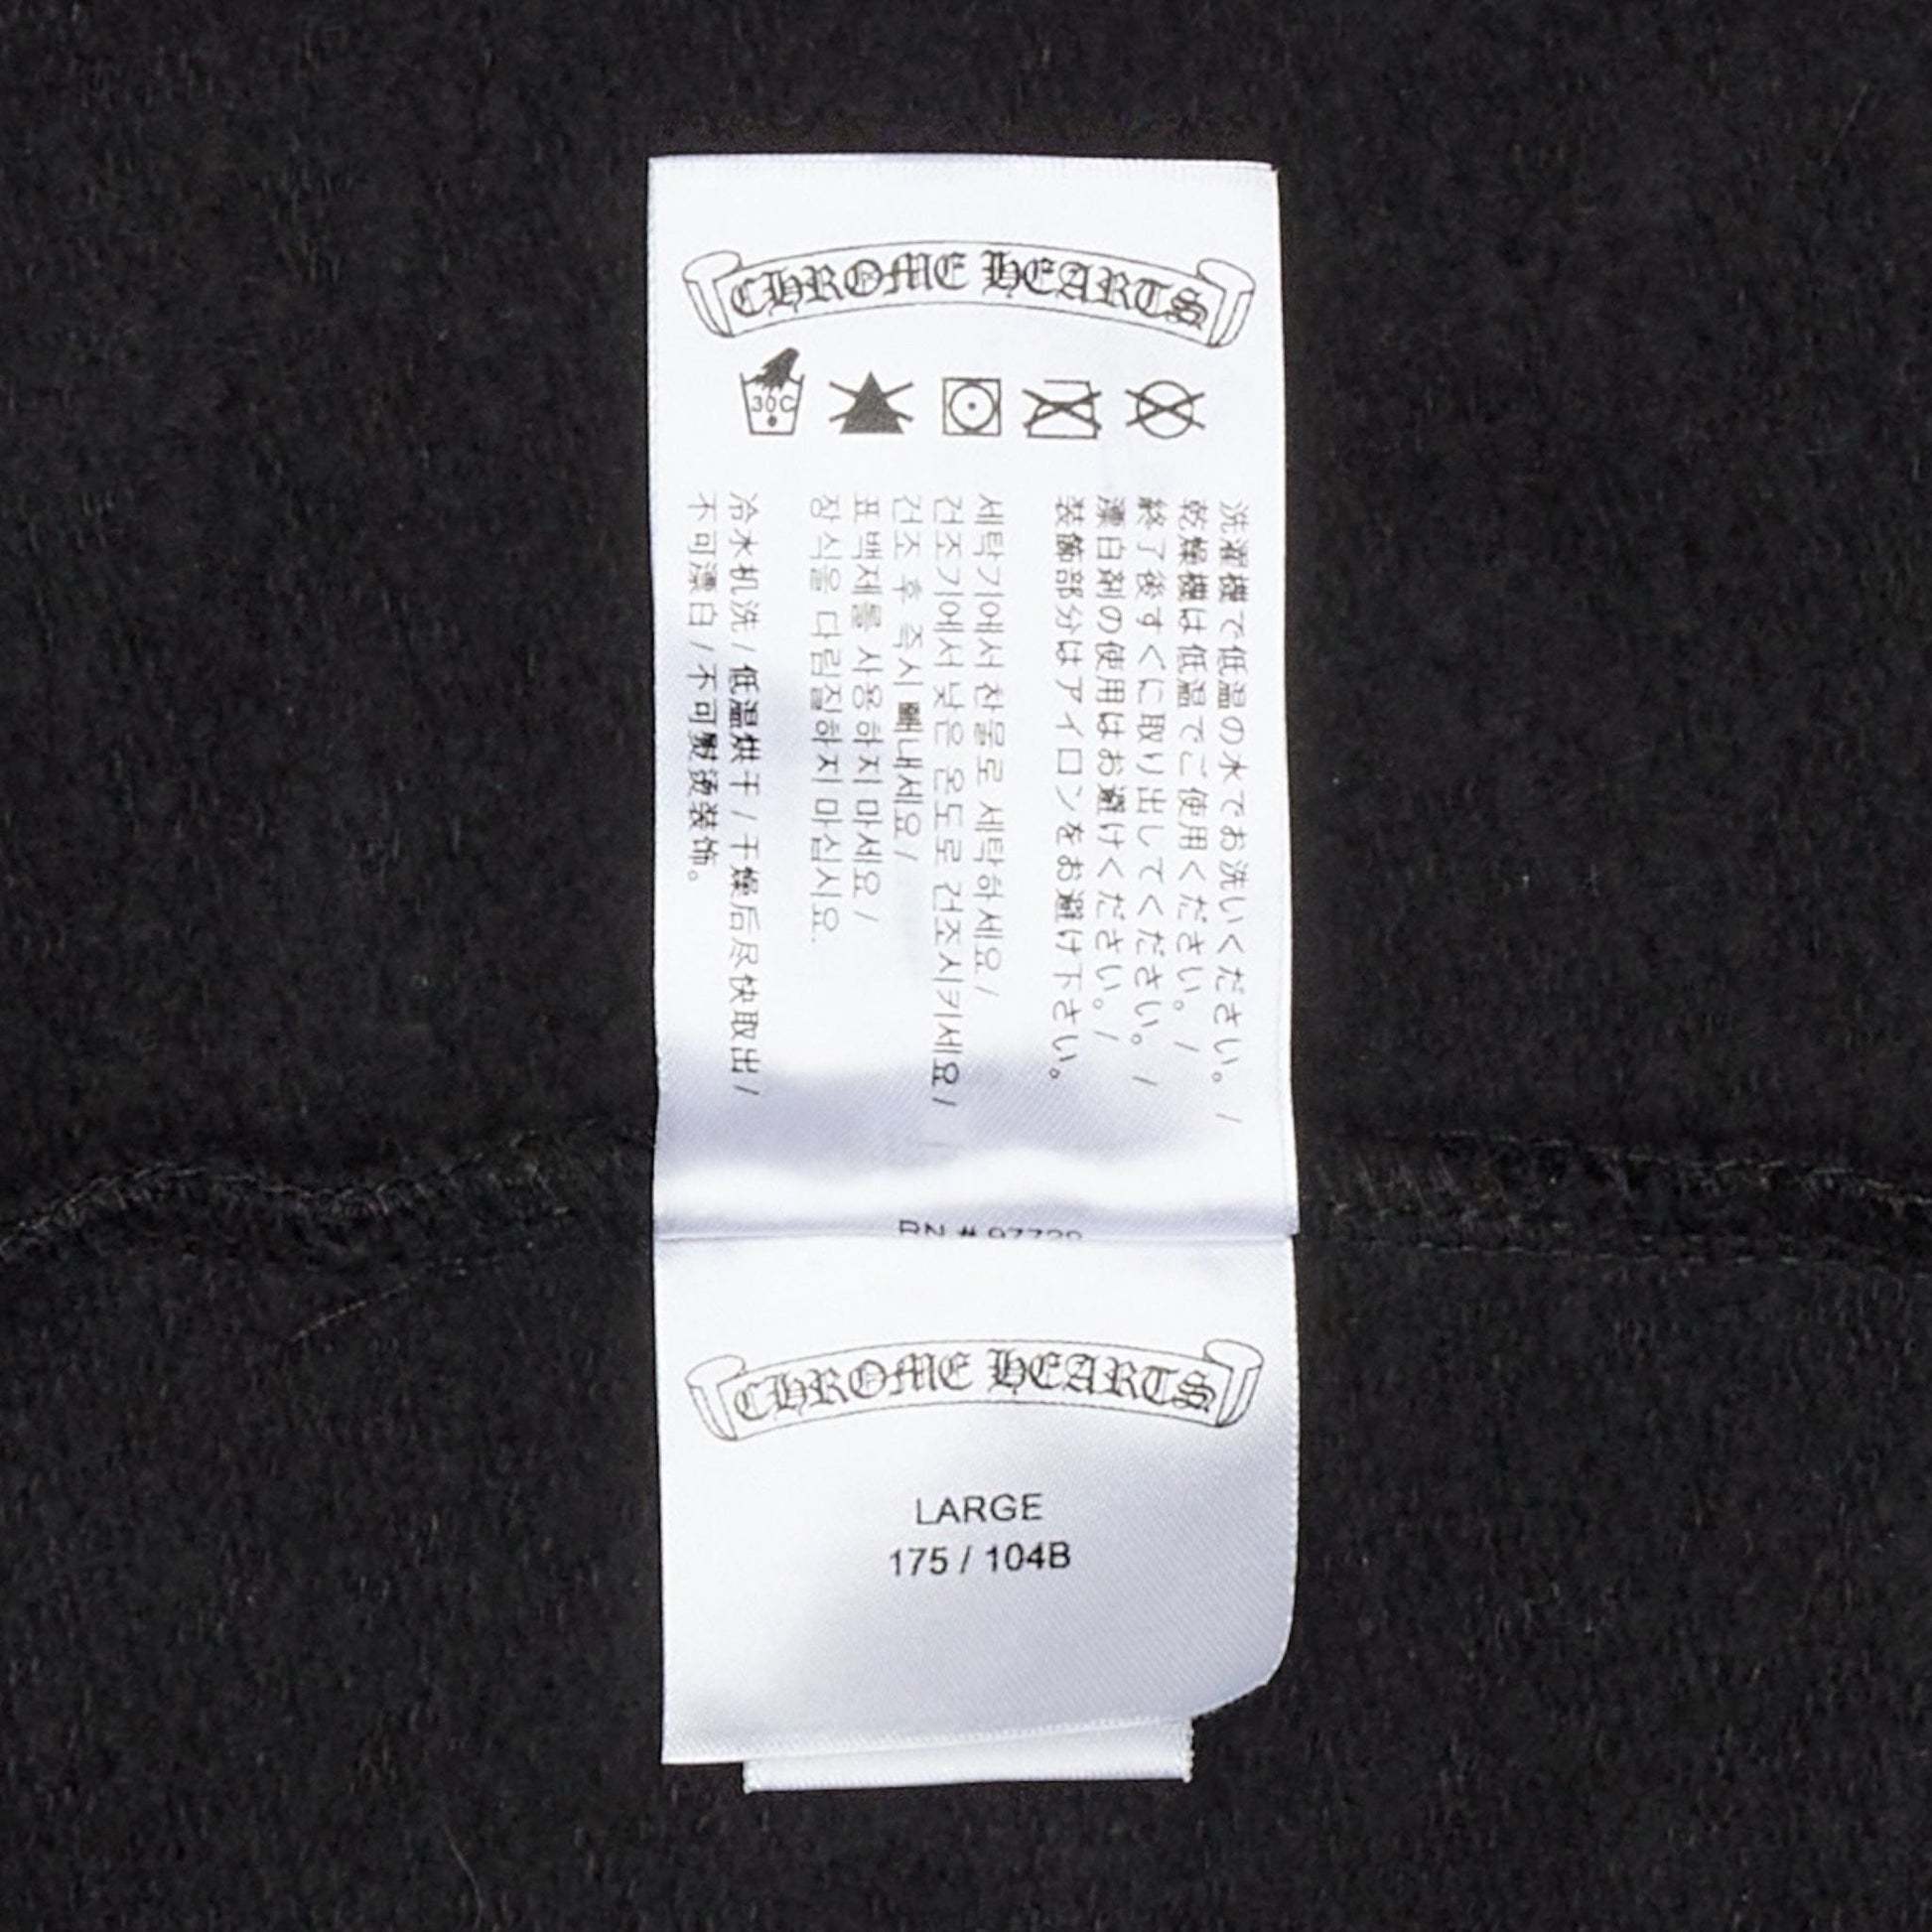 CHROME HEARTS
30C
洗濯機で低温の水でお洗いください。 /
乾燥機は低温でご使用ください。 /
終了後すぐに取り出してください。 /
漂白剤の使用はお避けください。 /
装飾部分はアイロンをお避け下さい。
세탁기에서 찬물로 세탁하세요 /
건조기에서 낮은 온도로 건조시키세요 /
건조 후 즉시 빼내세요 /
표백제를 사용하지 마세요 /
장식을 다림질하지 마십시요.
冷水机洗 / 低温烘干 / 干燥后尽快取出 /
不可漂白 / 不可熨烫装饰。
RN #
CHROME HEARTS
LARGE
175 / 104B